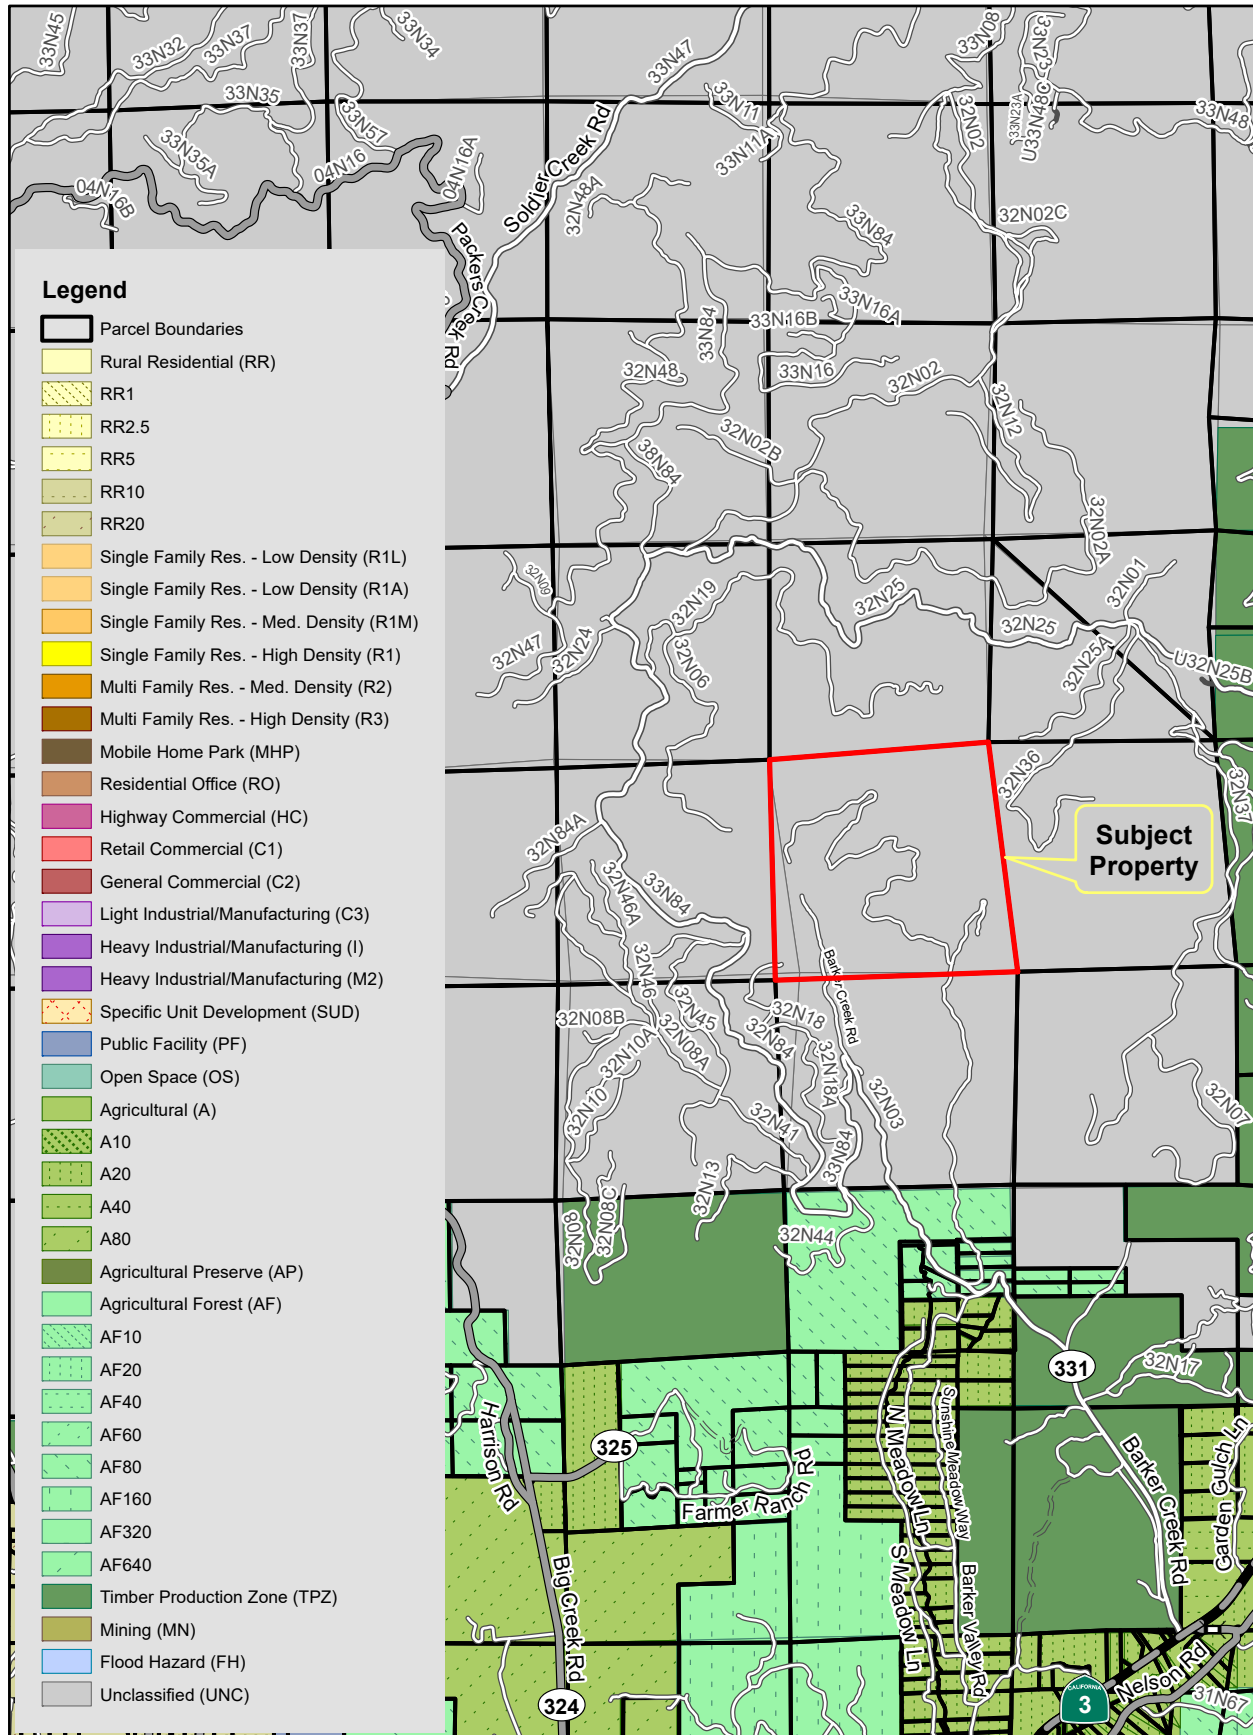 33N45
33N32
33N37
33N37
33N34
33N35
33N57
33N35A
04N16
04N16A
04N16B
33N47
Soldier Creek Rd
Packers Creek Rd
32N48A
33N11
33N11A
33N08
33N23
33N23A
U33N48C
33N48
32N02
32N02C
33N84
33N16A
33N16B
33N16
33N84
32N48
32N02
32N12
32N02B
38N84
32N02A
32N09
32N19
32N25
32N25
32N01
32N25A
U32N25B
32N47
32N24
32N06
32N36
32N37
Subject
Property
32N84A
32N46A
33N84
32N46
32N45
32N08B
32N10A
32N08A
32N10
32N18
32N84
32N18A
Barker Creek Rd
32N03
32N41
33N84
32N13
32N08
32N08C
32N44
32N07
32N17
331
325
324
Harrison Rd
Big Creek Rd
Farmer Ranch Rd
N Meadow Ln
S Meadow Ln
Sunshine Meadow Way
Barker Valley Rd
Barker Creek Rd
Garden Gulch Ln
Nelson Rd
CALIFORNIA
3
31N67
Legend
Parcel Boundaries
Rural Residential (RR)
RR1
RR2.5
RR5
RR10
RR20
Single Family Res. - Low Density (R1L)
Single Family Res. - Low Density (R1A)
Single Family Res. - Med. Density (R1M)
Single Family Res. - High Density (R1)
Multi Family Res. - Med. Density (R2)
Multi Family Res. - High Density (R3)
Mobile Home Park (MHP)
Residential Office (RO)
Highway Commercial (HC)
Retail Commercial (C1)
General Commercial (C2)
Light Industrial/Manufacturing (C3)
Heavy Industrial/Manufacturing (I)
Heavy Industrial/Manufacturing (M2)
Specific Unit Development (SUD)
Public Facility (PF)
Open Space (OS)
Agricultural (A)
A10
A20
A40
A80
Agricultural Preserve (AP)
Agricultural Forest (AF)
AF10
AF20
AF40
AF60
AF80
AF160
AF320
AF640
Timber Production Zone (TPZ)
Mining (MN)
Flood Hazard (FH)
Unclassified (UNC)